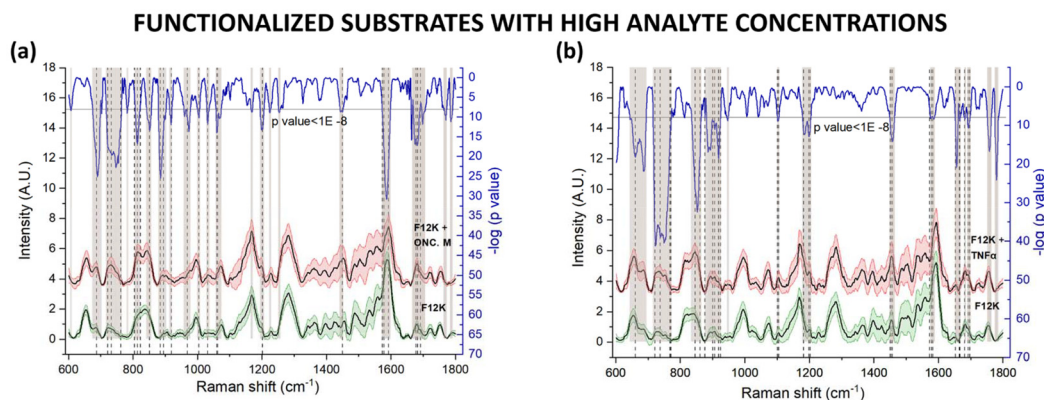 FUNCTIONALIZED SUBSTRATES WITH HIGH ANALYTE CONCENTRATIONS
(a)
18
16
14
12
10
8
6
4
2
0
Intensity (A.U.)
600 800 1000 1200 1400 1600 1800
Raman shift (cm⁻¹)
0
5
10
15
20
25
30
35
40
45
50
55
60
65
70
-log (p value)
p value<1E -8
F12K +
ONC. M
F12K
(b)
18
16
14
12
10
8
6
4
2
0
Intensity (A.U.)
600 800 1000 1200 1400 1600 1800
Raman shift (cm⁻¹)
0
10
20
30
40
50
60
70
-log (p value)
p value<1E -8
F12K +
TNFα
F12K